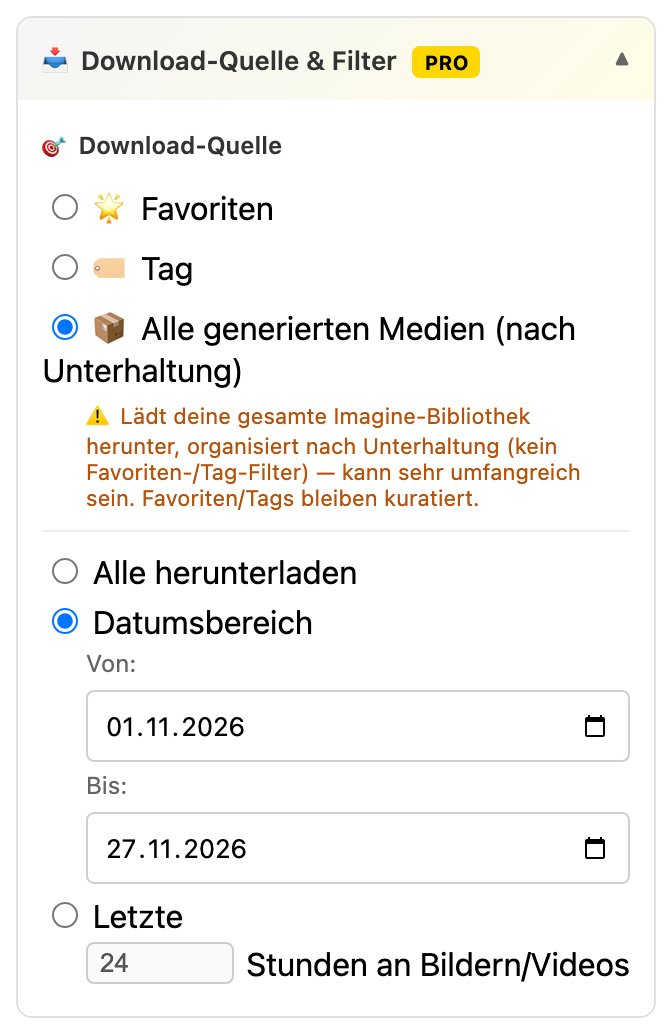 Download-Quelle & Filter PRO
Download-Quelle
Favoriten
Tag
Alle generierten Medien (nach
Unterhaltung)
Lädt deine gesamte Imagine-Bibliothek
herunter, organisiert nach Unterhaltung (kein
Favoriten-/Tag-Filter) — kann sehr umfangreich
sein. Favoriten/Tags bleiben kuratiert.
Alle herunterladen
Datumsbereich
Von:
01.11.2026
Bis:
27.11.2026
Letzte
24 Stunden an Bildern/Videos